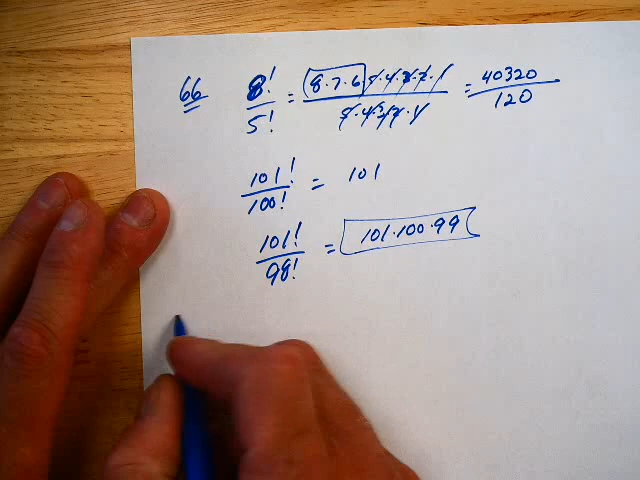 66 8!/5! = 8·7·6·5·4·3·2·1/5·4·3·2·1 = 40320/120
101!/100! = 101
101!/98! = 101·100·99